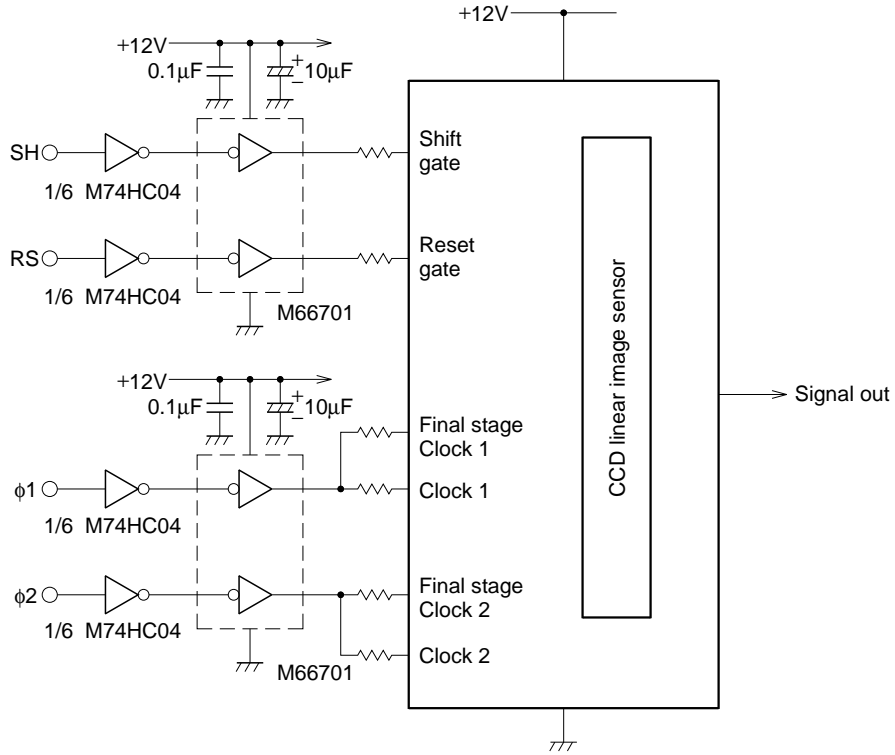 +12V
+12V
0.1μF
+
−
10μF
SH
1/6 M74HC04
Shift
gate
RS
1/6 M74HC04
Reset
gate
M66701
CCD linear image sensor
Signal out
+12V
0.1μF
+
−
10μF
Final stage
Clock 1
ϕ1
1/6 M74HC04
Clock 1
ϕ2
1/6 M74HC04
Final stage
Clock 2
M66701
Clock 2